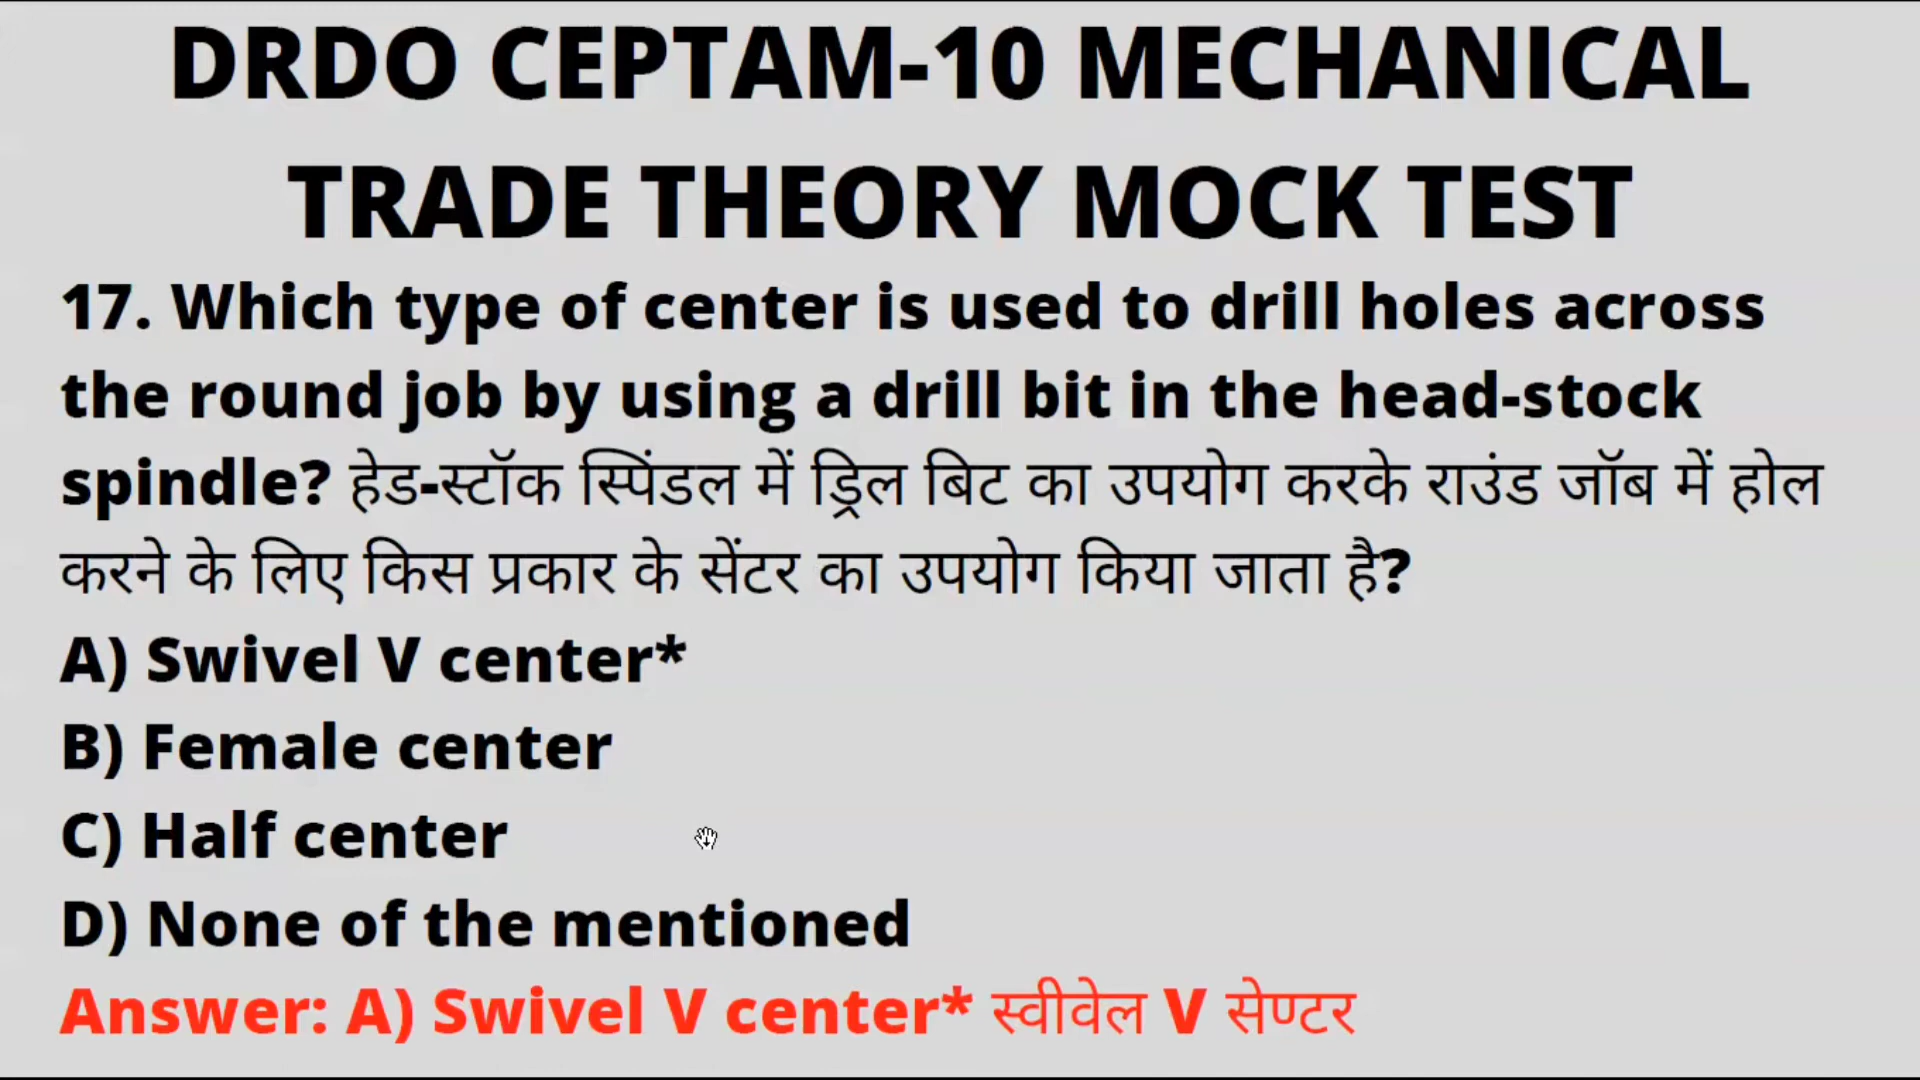 DRDO CEPTAM-10 MECHANICAL
TRADE THEORY MOCK TEST
17. Which type of center is used to drill holes across
the round job by using a drill bit in the head-stock
spindle? हेड-स्टॉक स्पिंडल में ड्रिल बिट का उपयोग करके राउंड जॉब में होल
करने के लिए किस प्रकार के सेंटर का उपयोग किया जाता है?
A) Swivel V center*
B) Female center
C) Half center
D) None of the mentioned
Answer: A) Swivel V center* स्वीवेल V सेण्टर